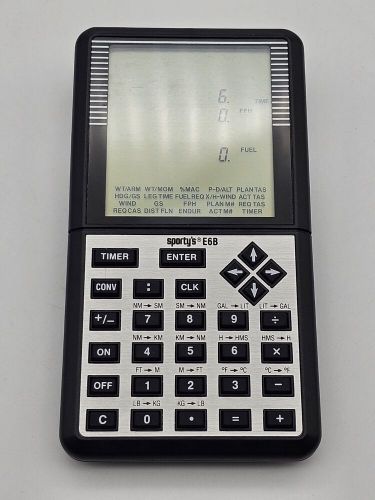 6. TIME
0. FPH
0. FUEL
WT/ARM WT/MOM %MAC P-D/ALT PLAN TAS
HDG/GS LEG TIME FUEL REQ X/H-WIND ACT TAS
WIND GS FPH PLAN M# REQ TAS
REQ CAS DIST FLN ENDUR ACT M# TIMER
sporty's® E6B
TIMER ENTER
CONV : CLK
NM → SM SM → NM GAL → LIT LIT → GAL
+/− 7 8 9 ÷
NM → KM KM → NM H → HMS HMS → H
ON 4 5 6 ×
FT → M M → FT °F → °C °C → °F
OFF 1 2 3 −
LB → KG KG → LB
C 0 • = +